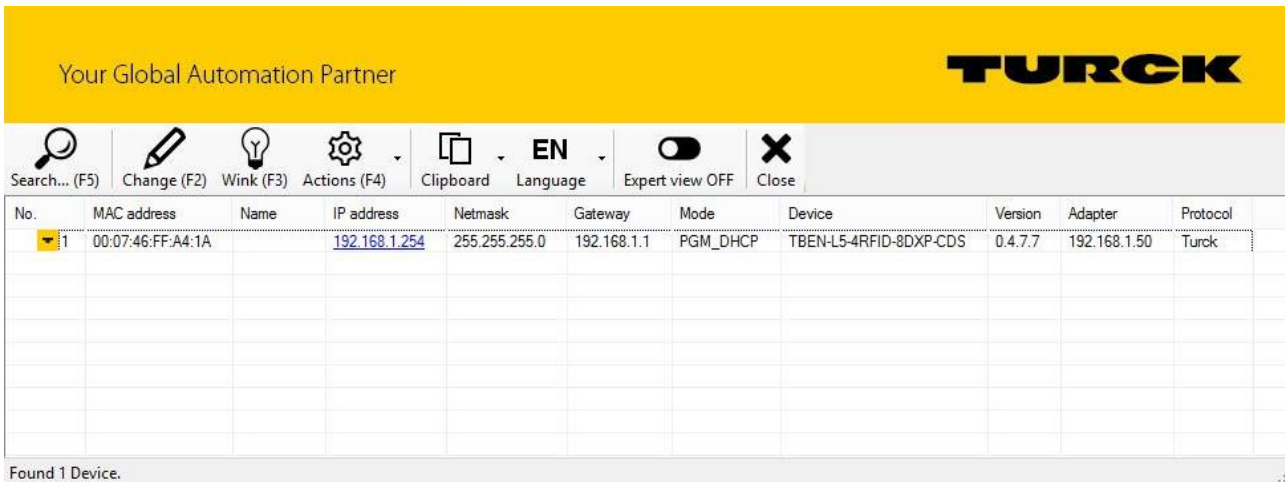 Your Global Automation Partner
TURCK
Search... (F5) Change (F2) Wink (F3) Actions (F4) Clipboard EN Language Expert view OFF Close
No. MAC address Name IP address Netmask Gateway Mode Device Version Adapter Protocol
1 00:07:46:FF:A4:1A 192.168.1.254 255.255.255.0 192.168.1.1 PGM_DHCP TBEN-L5-4RFID-8DXP-CDS 0.4.7.7 192.168.1.50 Turck
Found 1 Device.